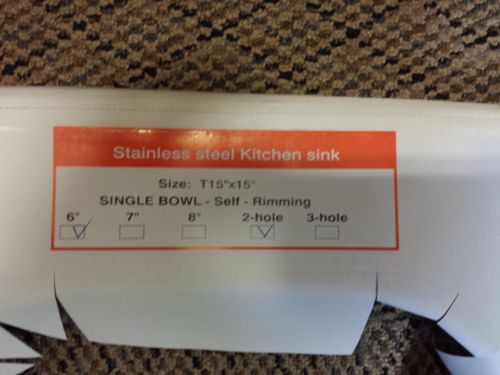 Stainless steel Kitchen sink
Size: T15"x15"
SINGLE BOWL - Self - Rimming
6" 7" 8" 2-hole 3-hole